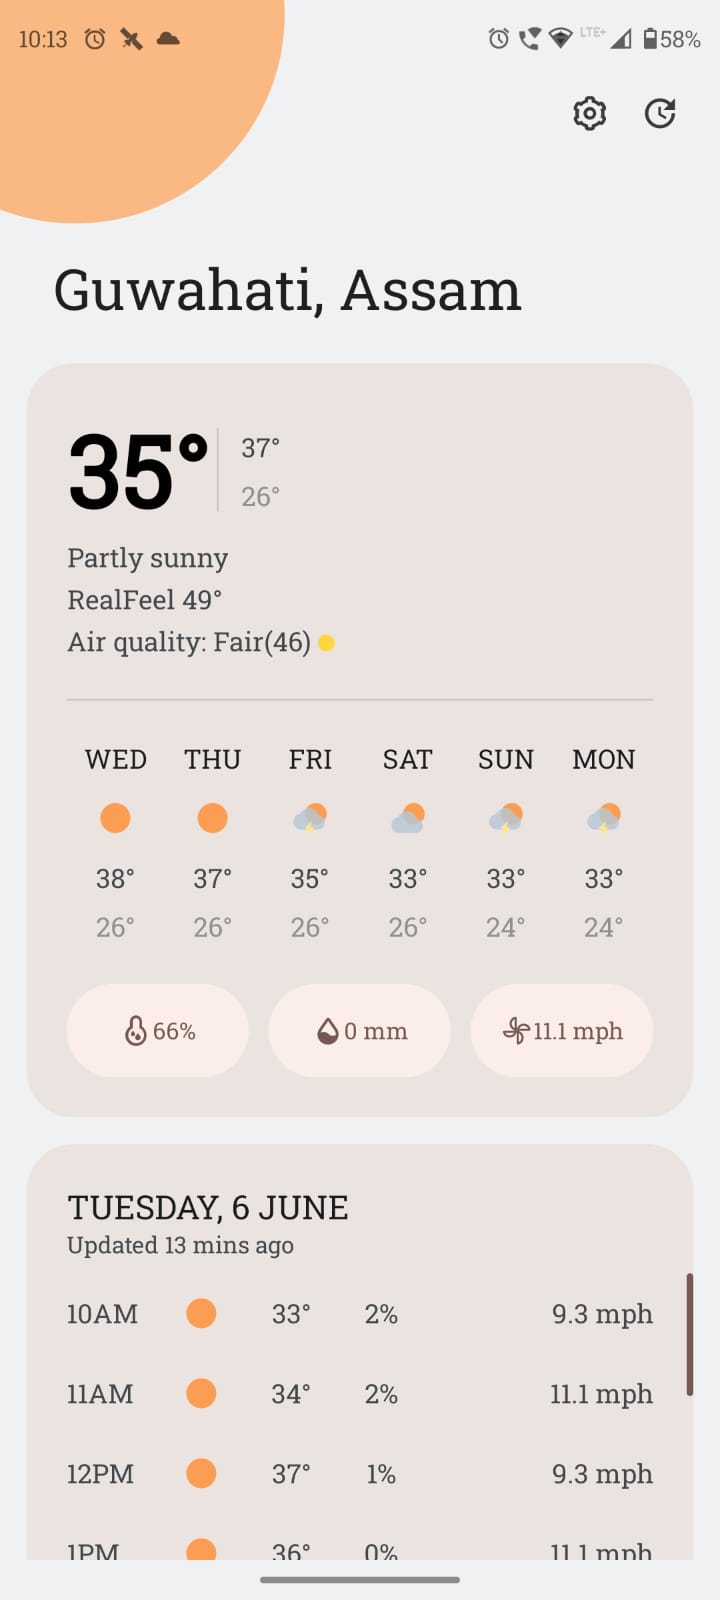 10:13 LTE+ 58%
Guwahati, Assam
35° 37°
26°
Partly sunny
RealFeel 49°
Air quality: Fair(46)
WED THU FRI SAT SUN MON
38° 37° 35° 33° 33° 33°
26° 26° 26° 26° 24° 24°
66% 0 mm 11.1 mph
TUESDAY, 6 JUNE
Updated 13 mins ago
10AM 33° 2% 9.3 mph
11AM 34° 2% 11.1 mph
12PM 37° 1% 9.3 mph
1PM 36° 0% 11.1 mph